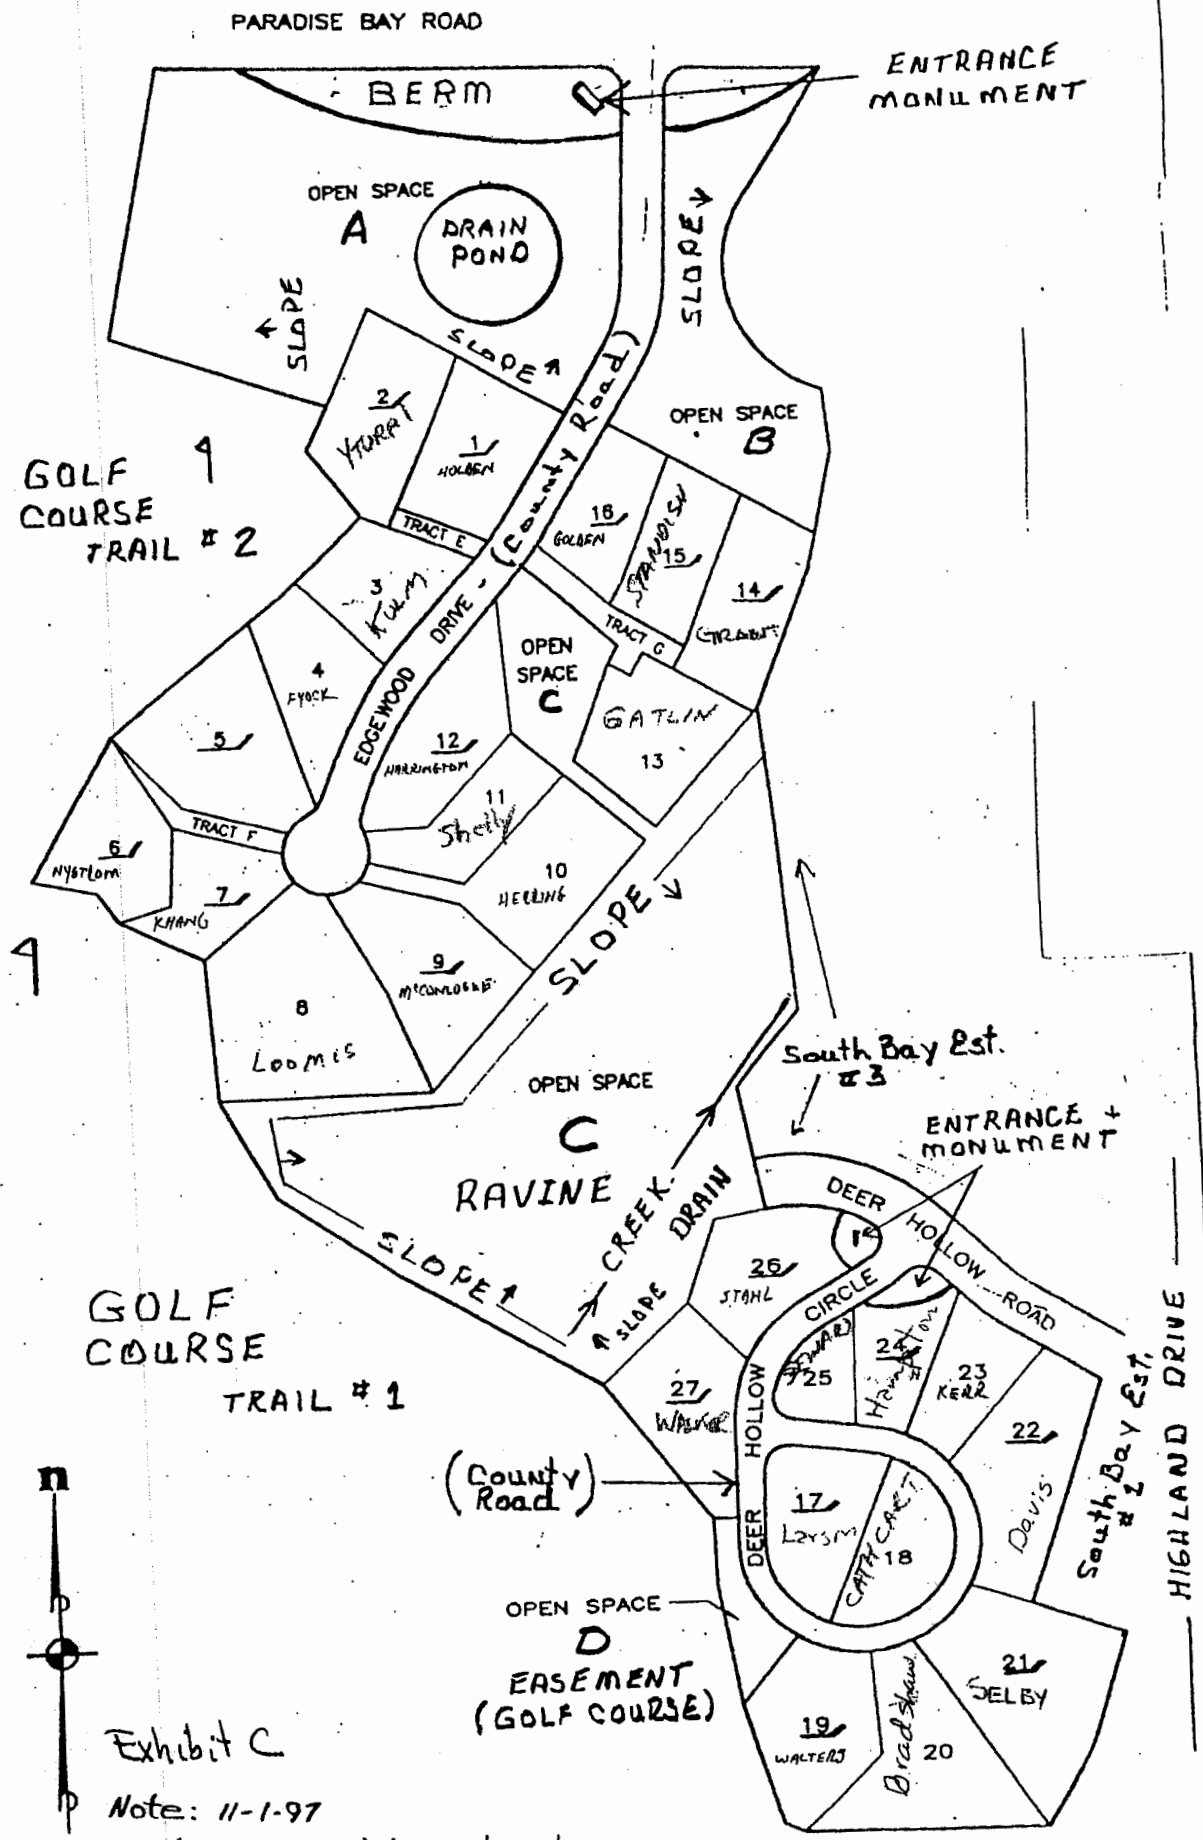 PARADISE BAY ROAD
ENTRANCE
MONUMENT
BERM
OPEN SPACE
A
DRAIN
POND
SLOPE
SLOPE
SLOPE
OPEN SPACE
B
2
1
HOLDEN
GOLF
COURSE
TRAIL # 2
TRACT E
(County Road)
16
GOLDEN
STANDISH
15
14
3
TRACT G
EDGEWOOD DRIVE
OPEN
SPACE
C
4
FYOCK
GATLIN
13
5
12
HARRINGTON
11
Shelly
TRACT F
6
NYSTROM
7
KHANG
10
HERRING
9
8
LOOMIS
SLOPE
South Bay Est.
# 3
OPEN SPACE
C
RAVINE
ENTRANCE +
MONUMENT
CREEK
DRAIN
SLOPE
SLOPE
DEER HOLLOW ROAD
26
STAHL
DEER HOLLOW CIRCLE
GOLF
COURSE
TRAIL # 1
25
24
Hampton
23
KERR
27
WALKER
22
Davis
South Bay Est.
HIGHLAND DRIVE
n
(County
Road)
17
Larson
CATHCART
18
OPEN SPACE
D
EASEMENT
(GOLF COURSE)
21
SELBY
19
WALTERS
Bradshaw
20
Exhibit C
Note: 11-1-97